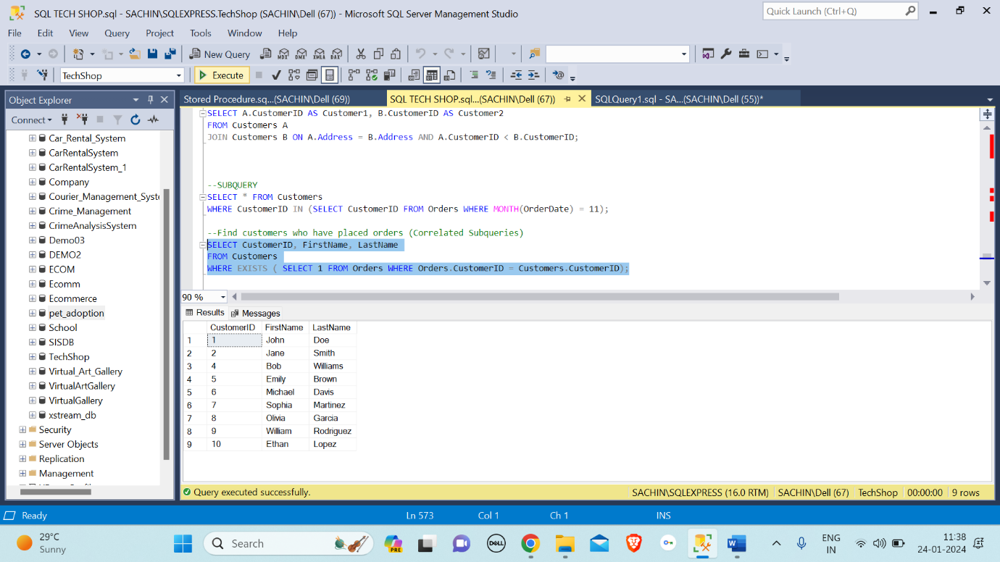 SQL TECH SHOP.sql - SACHIN\SQLEXPRESS.TechShop (SACHIN\Dell (67)) - Microsoft SQL Server Management Studio
Quick Launch (Ctrl+Q)
File Edit View Query Project Tools Window Help
New Query
MDX DMX XMLA DAX
TechShop
Execute
Object Explorer
Connect
Car_Rental_System
CarRentalSystem
CarRentalSystem_1
Company
Courier_Management_Syste
Crime_Management
CrimeAnalysisSystem
Demo03
DEMO2
ECOM
Ecomm
Ecommerce
pet_adoption
School
SISDB
TechShop
Virtual_Art_Gallery
VirtualArtGallery
VirtualGallery
xstream_db
Security
Server Objects
Replication
Management
Stored Procedure.sq...(SACHIN\Dell (69))
SQL TECH SHOP.sql...(SACHIN\Dell (67))
SQLQuery1.sql - SA...(SACHIN\Dell (55))*
SELECT A.CustomerID AS Customer1, B.CustomerID AS Customer2
FROM Customers A
JOIN Customers B ON A.Address = B.Address AND A.CustomerID < B.CustomerID;
--SUBQUERY
SELECT * FROM Customers
WHERE CustomerID IN (SELECT CustomerID FROM Orders WHERE MONTH(OrderDate) = 11);
--Find customers who have placed orders (Correlated Subqueries)
SELECT CustomerID, FirstName, LastName
FROM Customers
WHERE EXISTS ( SELECT 1 FROM Orders WHERE Orders.CustomerID = Customers.CustomerID);
90 %
Results Messages
CustomerID FirstName LastName
1 1 John Doe
2 2 Jane Smith
3 4 Bob Williams
4 5 Emily Brown
5 6 Michael Davis
6 7 Sophia Martinez
7 8 Olivia Garcia
8 9 William Rodriguez
9 10 Ethan Lopez
Query executed successfully.
SACHIN\SQLEXPRESS (16.0 RTM) SACHIN\Dell (67) TechShop 00:00:00 9 rows
Ready
Ln 573 Col 1 Ch 1 INS
29°C
Sunny
Search
PRE
DELL
ENG
IN
11:38
24-01-2024